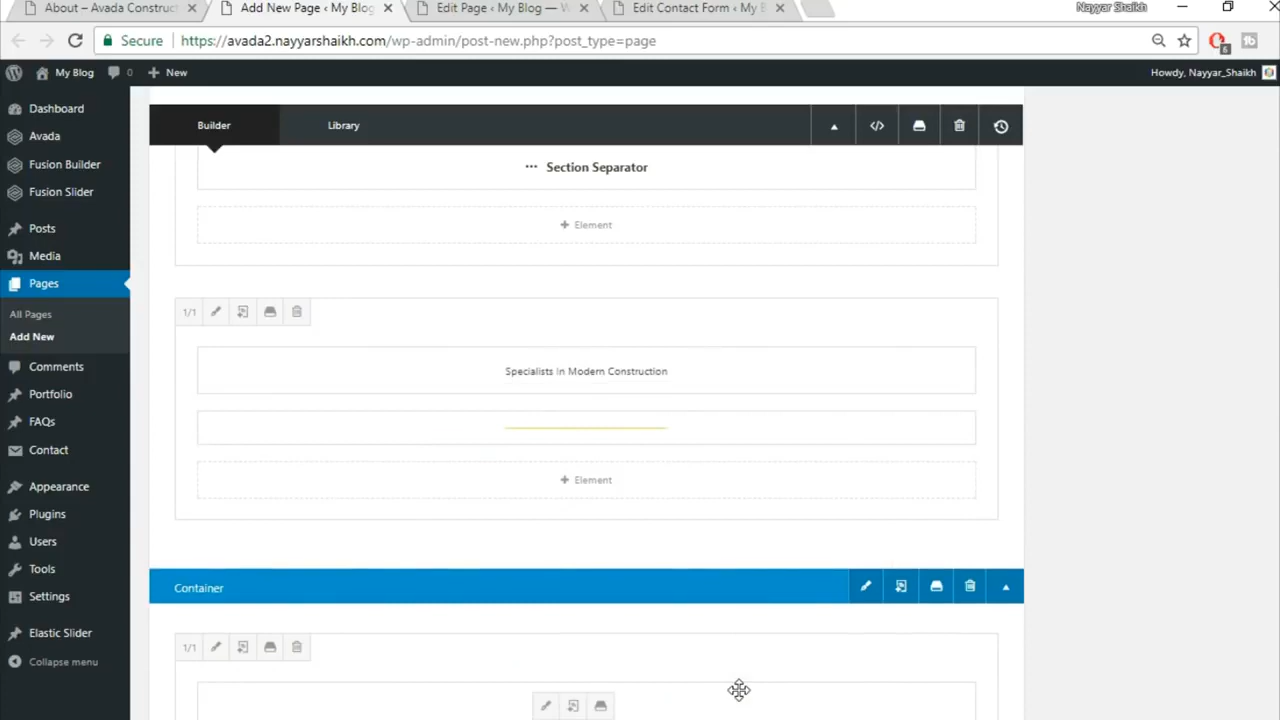 About – Avada Construct
Add New Page ‹ My Blog
Edit Page ‹ My Blog — W
Edit Contact Form ‹ My B
Nayyar Shaikh
Secure
https://avada2.nayyarshaikh.com/wp-admin/post-new.php?post_type=page
6
My Blog
0
New
Howdy, Nayyar_Shaikh
Dashboard
Avada
Fusion Builder
Fusion Slider
Posts
Media
Pages
All Pages
Add New
Comments
Portfolio
FAQs
Contact
Appearance
Plugins
Users
Tools
Settings
Elastic Slider
Collapse menu
Builder
Library
Section Separator
Element
1/1
Specialists In Modern Construction
Element
Container
1/1